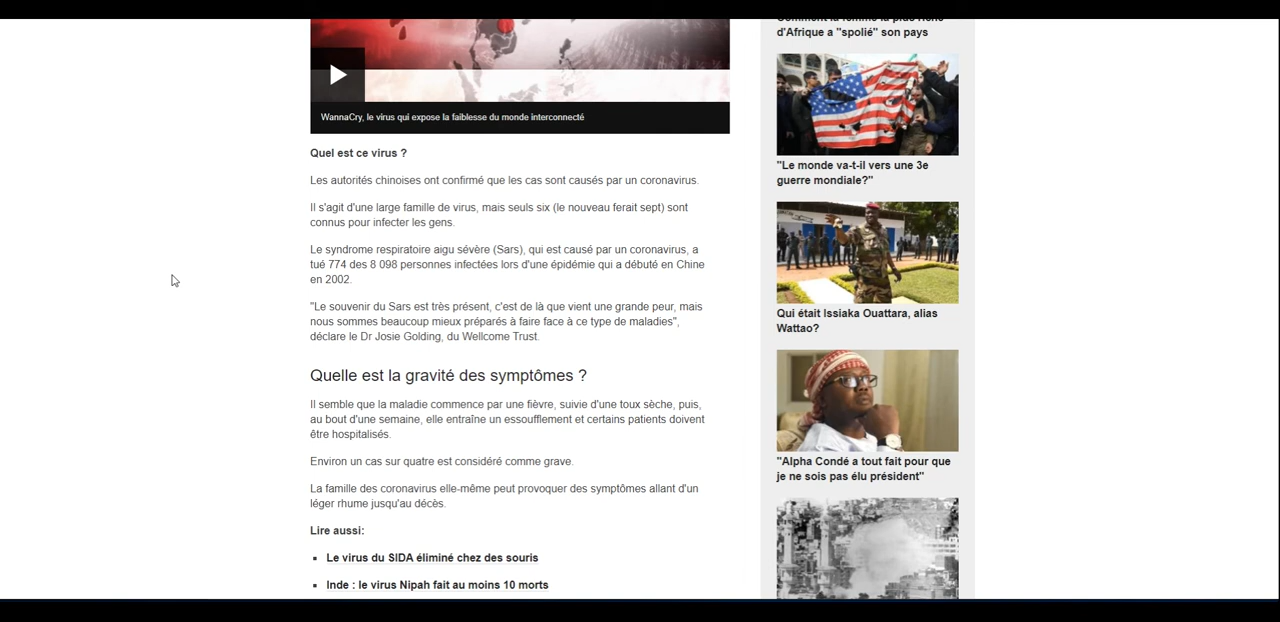 WannaCry, le virus qui expose la faiblesse du monde interconnecté
Quel est ce virus ?
Les autorités chinoises ont confirmé que les cas sont causés par un coronavirus.
Il s'agit d'une large famille de virus, mais seuls six (le nouveau ferait sept) sont
connus pour infecter les gens.
Le syndrome respiratoire aigu sévère (Sars), qui est causé par un coronavirus, a
tué 774 des 8 098 personnes infectées lors d'une épidémie qui a débuté en Chine
en 2002.
"Le souvenir du Sars est très présent, c'est de là que vient une grande peur, mais
nous sommes beaucoup mieux préparés à faire face à ce type de maladies",
déclare le Dr Josie Golding, du Wellcome Trust.
Quelle est la gravité des symptômes ?
Il semble que la maladie commence par une fièvre, suivie d'une toux sèche, puis,
au bout d'une semaine, elle entraîne un essoufflement et certains patients doivent
être hospitalisés.
Environ un cas sur quatre est considéré comme grave.
La famille des coronavirus elle-même peut provoquer des symptômes allant d'un
léger rhume jusqu'au décès.
Lire aussi:
Le virus du SIDA éliminé chez des souris
Inde : le virus Nipah fait au moins 10 morts
Comment la femme la plus riche
d'Afrique a "spolié" son pays
"Le monde va-t-il vers une 3e
guerre mondiale?"
Qui était Issiaka Ouattara, alias
Wattao?
"Alpha Condé a tout fait pour que
je ne sois pas élu président"